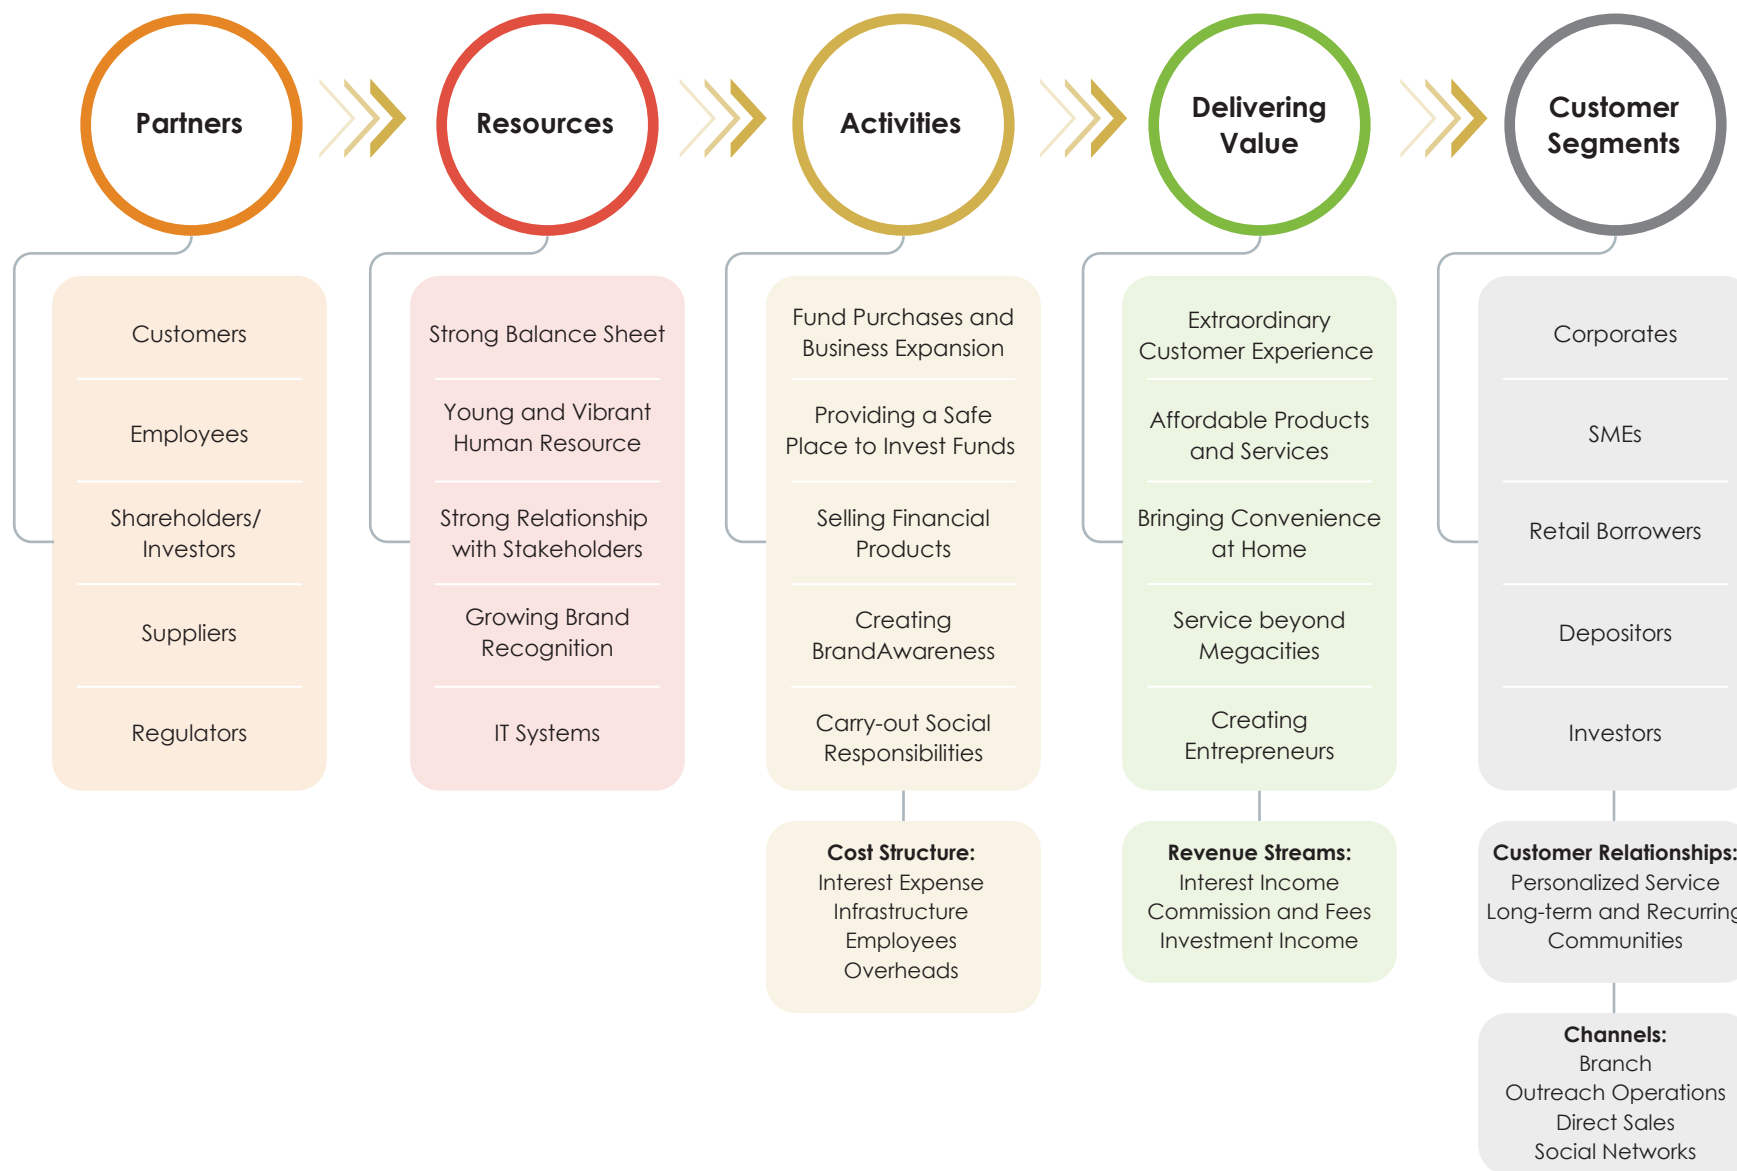 Partners
Resources
Activities
Delivering
Value
Customer
Segments
Customers
Employees
Shareholders/
Investors
Suppliers
Regulators
Strong Balance Sheet
Young and Vibrant
Human Resource
Strong Relationship
with Stakeholders
Growing Brand
Recognition
IT Systems
Fund Purchases and
Business Expansion
Providing a Safe
Place to Invest Funds
Selling Financial
Products
Creating
BrandAwareness
Carry-out Social
Responsibilities
Cost Structure:
Interest Expense
Infrastructure
Employees
Overheads
Extraordinary
Customer Experience
Affordable Products
and Services
Bringing Convenience
at Home
Service beyond
Megacities
Creating
Entrepreneurs
Revenue Streams:
Interest Income
Commission and Fees
Investment Income
Corporates
SMEs
Retail Borrowers
Depositors
Investors
Customer Relationships:
Personalized Service
Long-term and Recurring
Communities
Channels:
Branch
Outreach Operations
Direct Sales
Social Networks